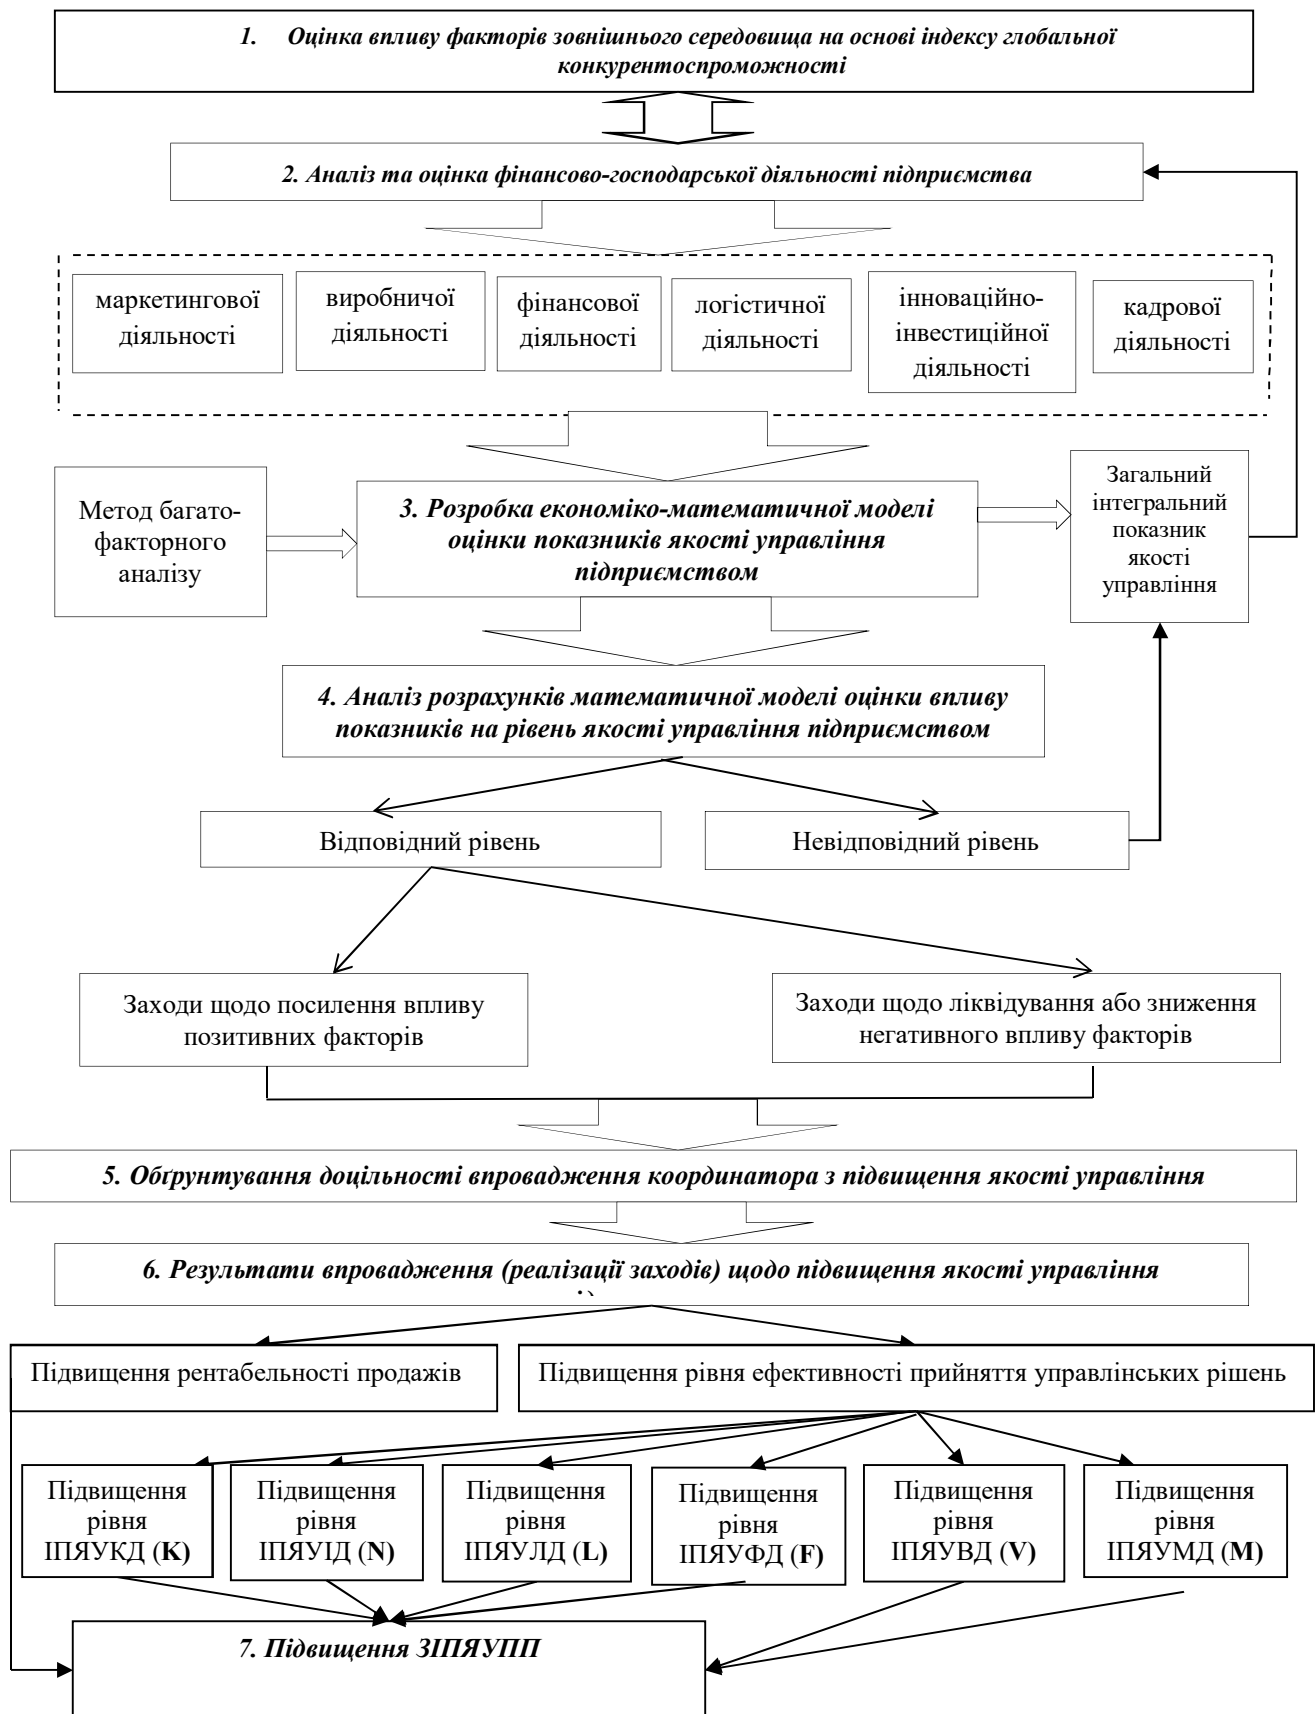 1. Оцінка впливу факторів зовнішнього середовища на основі індексу глобальної
конкурентоспроможності
2. Аналіз та оцінка фінансово-господарської діяльності підприємства
маркетингової
діяльності
виробничої
діяльності
фінансової
діяльності
логістичної
діяльності
інноваційно-
інвестиційної
діяльності
кадрової
діяльності
Метод багато-
факторного
аналізу
3. Розробка економіко-математичної моделі
оцінки показників якості управління
підприємством
Загальний
інтегральний
показник
якості
управління
4. Аналіз розрахунків математичної моделі оцінки впливу
показників на рівень якості управління підприємством
Відповідний рівень
Невідповідний рівень
Заходи щодо посилення впливу
позитивних факторів
Заходи щодо ліквідування або зниження
негативного впливу факторів
5. Обґрунтування доцільності впровадження координатора з підвищення якості управління
6. Результати впровадження (реалізації заходів) щодо підвищення якості управління
Підвищення рентабельності продажів
Підвищення рівня ефективності прийняття управлінських рішень
Підвищення
рівня
ІПЯУКД (K)
Підвищення
рівня
ІПЯУІД (N)
Підвищення
рівня
ІПЯУЛД (L)
Підвищення
рівня
ІПЯУФД (F)
Підвищення
рівня
ІПЯУВД (V)
Підвищення
рівня
ІПЯУМД (M)
7. Підвищення ЗІПЯУПП